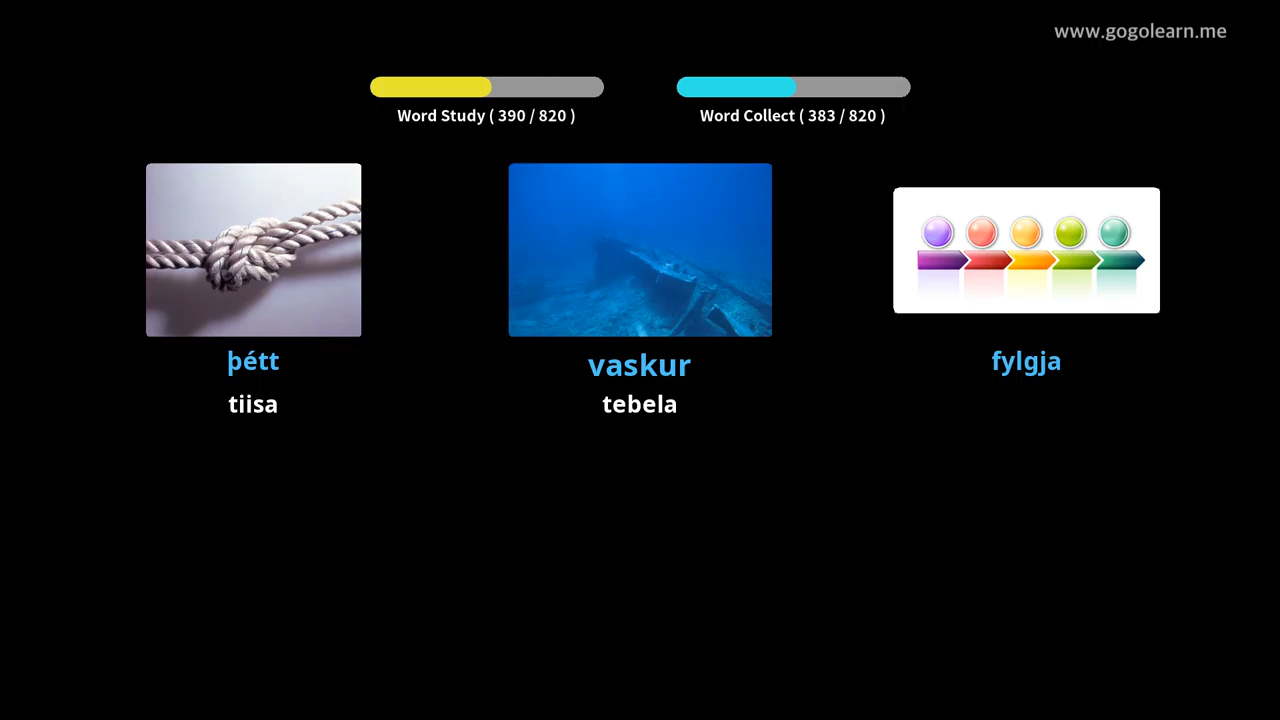 www.gogolearn.me
Word Study ( 390 / 820 )
Word Collect ( 383 / 820 )
þétt
vaskur
fylgja
tiisa
tebela